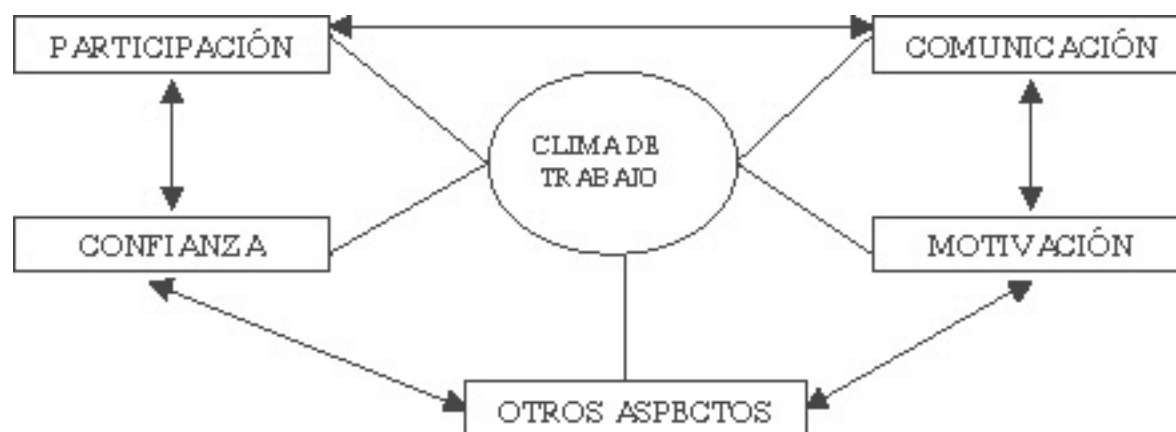 PARTICIPACIÓN
COMUNICACIÓN
CLIMA DE
TRABAJO
CONFIANZA
MOTIVACIÓN
OTROS ASPECTOS